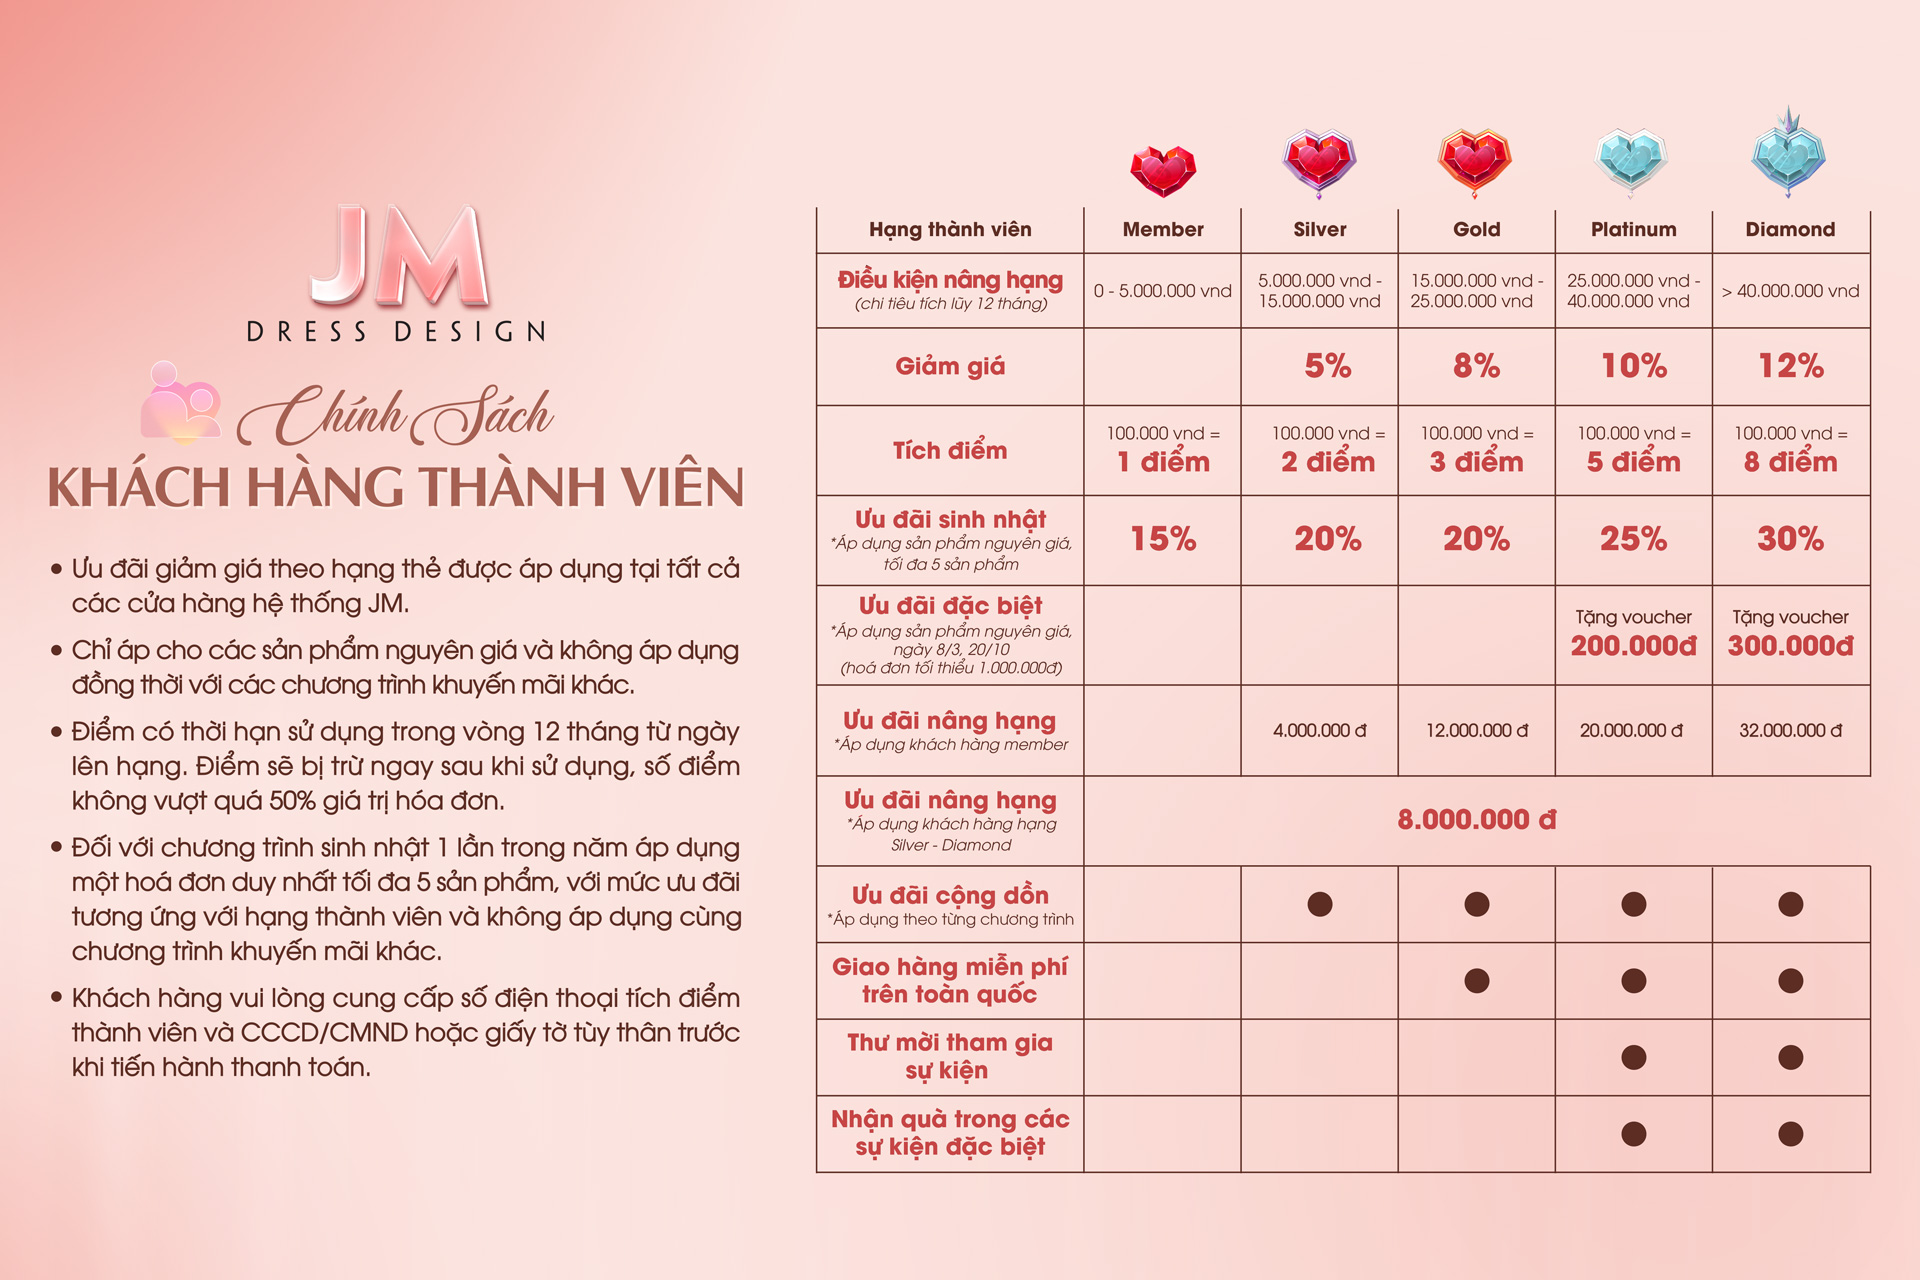 JM
DRESS DESIGN
Chính Sách
KHÁCH HÀNG THÀNH VIÊN
• Ưu đãi giảm giá theo hạng thẻ được áp dụng tại tất cả
các cửa hàng hệ thống JM.
• Chỉ áp cho các sản phẩm nguyên giá và không áp dụng
đồng thời với các chương trình khuyến mãi khác.
• Điểm có thời hạn sử dụng trong vòng 12 tháng từ ngày
lên hạng. Điểm sẽ bị trừ ngay sau khi sử dụng, số điểm
không vượt quá 50% giá trị hóa đơn.
• Đối với chương trình sinh nhật 1 lần trong năm áp dụng
một hoá đơn duy nhất tối đa 5 sản phẩm, với mức ưu đãi
tương ứng với hạng thành viên và không áp dụng cùng
chương trình khuyến mãi khác.
• Khách hàng vui lòng cung cấp số điện thoại tích điểm
thành viên và CCCD/CMND hoặc giấy tờ tùy thân trước
khi tiến hành thanh toán.
Hạng thành viên Member Silver Gold Platinum Diamond
Điều kiện nâng hạng
(chi tiêu tích lũy 12 tháng)
0 - 5.000.000 vnd
5.000.000 vnd -
15.000.000 vnd
15.000.000 vnd -
25.000.000 vnd
25.000.000 vnd -
40.000.000 vnd
> 40.000.000 vnd
Giảm giá 5% 8% 10% 12%
Tích điểm
100.000 vnd =
1 điểm
100.000 vnd =
2 điểm
100.000 vnd =
3 điểm
100.000 vnd =
5 điểm
100.000 vnd =
8 điểm
Ưu đãi sinh nhật
*Áp dụng sản phẩm nguyên giá,
tối đa 5 sản phẩm
15% 20% 20% 25% 30%
Ưu đãi đặc biệt
*Áp dụng sản phẩm nguyên giá,
ngày 8/3, 20/10
(hoá đơn tối thiểu 1.000.000đ)
Tặng voucher
200.000đ
Tặng voucher
300.000đ
Ưu đãi nâng hạng
*Áp dụng khách hàng member
4.000.000 đ 12.000.000 đ 20.000.000 đ 32.000.000 đ
Ưu đãi nâng hạng
*Áp dụng khách hàng hạng
Silver - Diamond
8.000.000 đ
Ưu đãi cộng dồn
*Áp dụng theo từng chương trình
● ● ● ●
Giao hàng miễn phí
trên toàn quốc
● ● ●
Thư mời tham gia
sự kiện
● ●
Nhận quà trong các
sự kiện đặc biệt
● ●